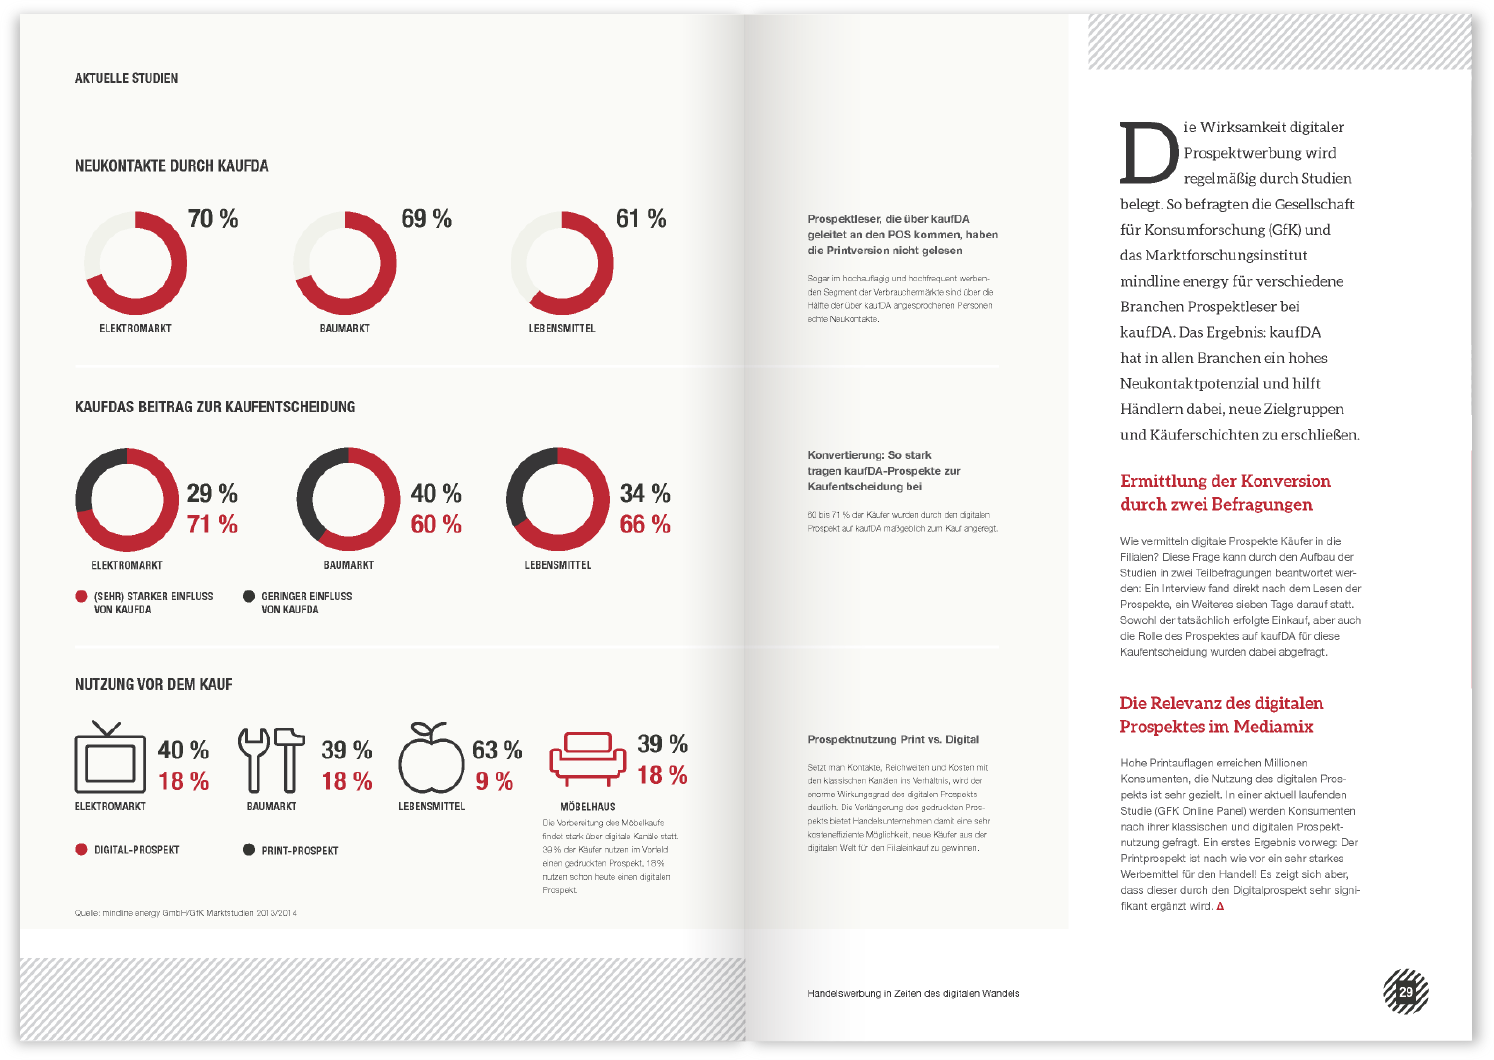 AKTUELLE STUDIEN
NEUKONTAKTE DURCH KAUFDA
70 %
69 %
61 %
ELEKTROMARKT
BAUMARKT
LEBENSMITTEL
Prospektleser, die über kaufDA
geleitet an den POS kommen, haben
die Printversion nicht gelesen
Sogar im hochauflagig und hochfrequent werben-
den Segment der Verbrauchermärkte sind über die
Hälfte der über kaufDA angesprochenen Personen
echte Neukontakte.
KAUFDAS BEITRAG ZUR KAUFENTSCHEIDUNG
29 %
71 %
40 %
60 %
34 %
66 %
ELEKTROMARKT
BAUMARKT
LEBENSMITTEL
(SEHR) STARKER EINFLUSS
VON KAUFDA
GERINGER EINFLUSS
VON KAUFDA
Konvertierung: So stark
tragen kaufDA-Prospekte zur
Kaufentscheidung bei
60 bis 71 % der Käufer wurden durch den digitalen
Prospekt auf kaufDA maßgeblich zum Kauf angeregt.
NUTZUNG VOR DEM KAUF
40 %
18 %
39 %
18 %
63 %
9 %
39 %
18 %
ELEKTROMARKT
BAUMARKT
LEBENSMITTEL
MÖBELHAUS
Die Vorbereitung des Möbelkaufs
findet stark über digitale Kanäle statt.
39 % der Käufer nutzen im Vorfeld
einen gedruckten Prospekt, 18 %
nutzen schon heute einen digitalen
Prospekt.
DIGITAL-PROSPEKT
PRINT-PROSPEKT
Prospektnutzung Print vs. Digital
Setzt man Kontakte, Reichweiten und Kosten mit
den klassischen Kanälen ins Verhältnis, wird der
enorme Wirkungsgrad des digitalen Prospekts
deutlich. Die Verlängerung des gedruckten Pros-
pekts bietet Handelsunternehmen damit eine sehr
kosteneffiziente Möglichkeit, neue Käufer aus der
digitalen Welt für den Filialeinkauf zu gewinnen.
Quelle: mindline energy GmbH/GfK Marktstudien 2013/2014
Die Wirksamkeit digitaler
Prospektwerbung wird
regelmäßig durch Studien
belegt. So befragten die Gesellschaft
für Konsumforschung (GfK) und
das Marktforschungsinstitut
mindline energy für verschiedene
Branchen Prospektleser bei
kaufDA. Das Ergebnis: kaufDA
hat in allen Branchen ein hohes
Neukontaktpotenzial und hilft
Händlern dabei, neue Zielgruppen
und Käuferschichten zu erschließen.
Ermittlung der Konversion
durch zwei Befragungen
Wie vermitteln digitale Prospekte Käufer in die
Filialen? Diese Frage kann durch den Aufbau der
Studien in zwei Teilbefragungen beantwortet wer-
den: Ein Interview fand direkt nach dem Lesen der
Prospekte, ein Weiteres sieben Tage darauf statt.
Sowohl der tatsächlich erfolgte Einkauf, aber auch
die Rolle des Prospektes auf kaufDA für diese
Kaufentscheidung wurden dabei abgefragt.
Die Relevanz des digitalen
Prospektes im Mediamix
Hohe Printauflagen erreichen Millionen
Konsumenten, die Nutzung des digitalen Pros-
pekts ist sehr gezielt. In einer aktuell laufenden
Studie (GFK Online Panel) werden Konsumenten
nach ihrer klassischen und digitalen Prospekt-
nutzung gefragt. Ein erstes Ergebnis vorweg: Der
Printprospekt ist nach wie vor ein sehr starkes
Werbemittel für den Handel! Es zeigt sich aber,
dass dieser durch den Digitalprospekt sehr signi-
fikant ergänzt wird.
Handelswerbung in Zeiten des digitalen Wandels
29